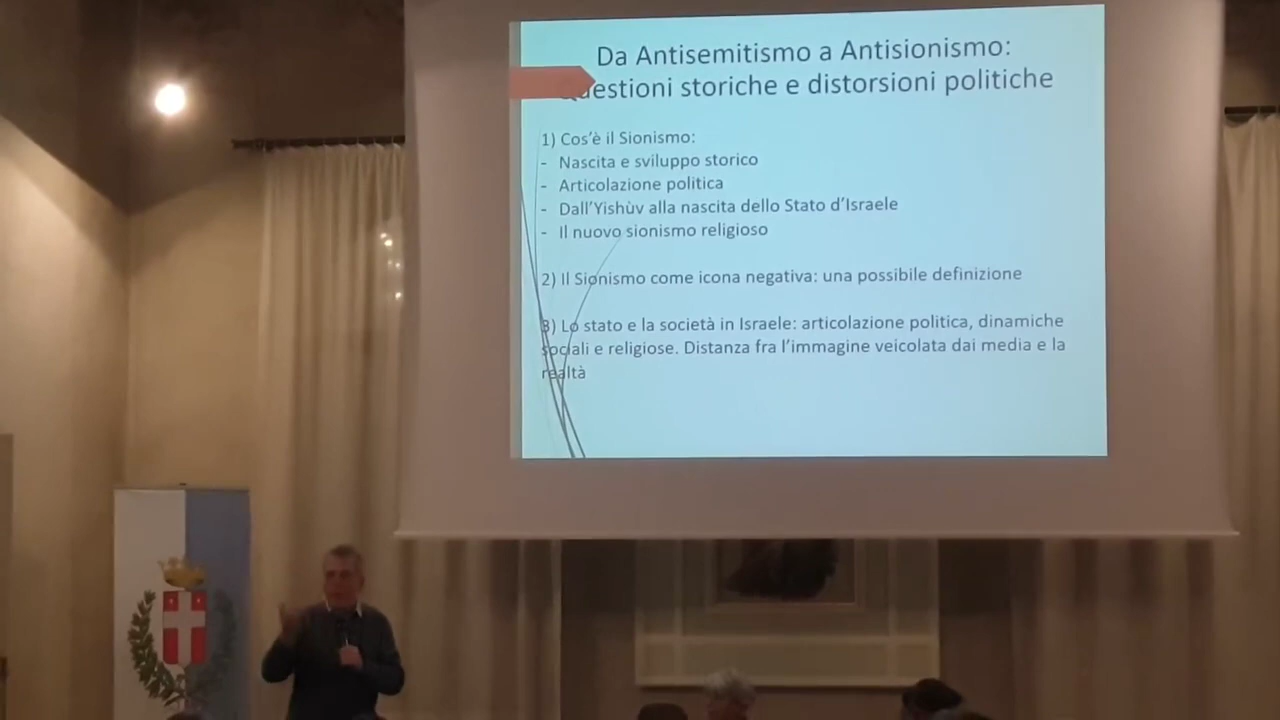 Da Antisemitismo a Antisionismo:
Questioni storiche e distorsioni politiche
1) Cos'è il Sionismo:
- Nascita e sviluppo storico
- Articolazione politica
- Dall'Yishùv alla nascita dello Stato d'Israele
- Il nuovo sionismo religioso
2) Il Sionismo come icona negativa: una possibile definizione
3) Lo stato e la società in Israele: articolazione politica, dinamiche
sociali e religiose. Distanza fra l'immagine veicolata dai media e la
realtà